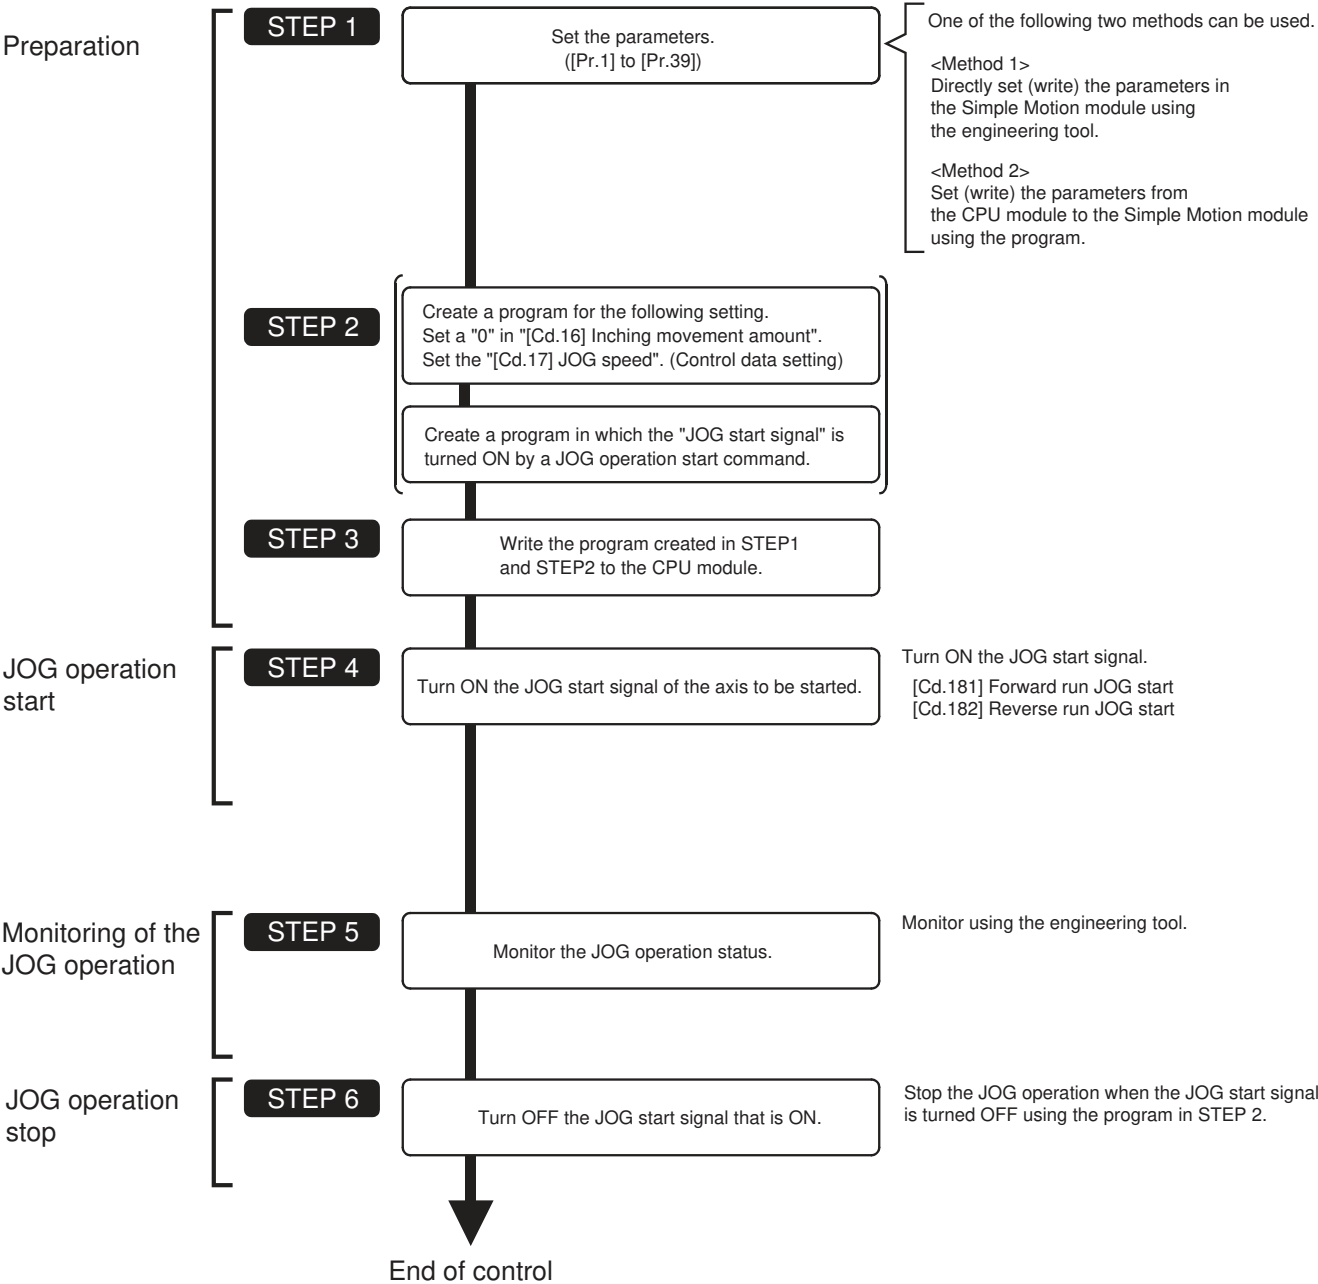 Preparation
STEP 1
Set the parameters.
([Pr.1] to [Pr.39])
One of the following two methods can be used.
<Method 1>
Directly set (write) the parameters in
the Simple Motion module using
the engineering tool.
<Method 2>
Set (write) the parameters from
the CPU module to the Simple Motion module
using the program.
STEP 2
Create a program for the following setting.
Set a "0" in "[Cd.16] Inching movement amount".
Set the "[Cd.17] JOG speed". (Control data setting)
Create a program in which the "JOG start signal" is
turned ON by a JOG operation start command.
STEP 3
Write the program created in STEP1
and STEP2 to the CPU module.
JOG operation
start
STEP 4
Turn ON the JOG start signal of the axis to be started.
Turn ON the JOG start signal.
[Cd.181] Forward run JOG start
[Cd.182] Reverse run JOG start
Monitoring of the
JOG operation
STEP 5
Monitor the JOG operation status.
Monitor using the engineering tool.
JOG operation
stop
STEP 6
Turn OFF the JOG start signal that is ON.
Stop the JOG operation when the JOG start signal
is turned OFF using the program in STEP 2.
End of control